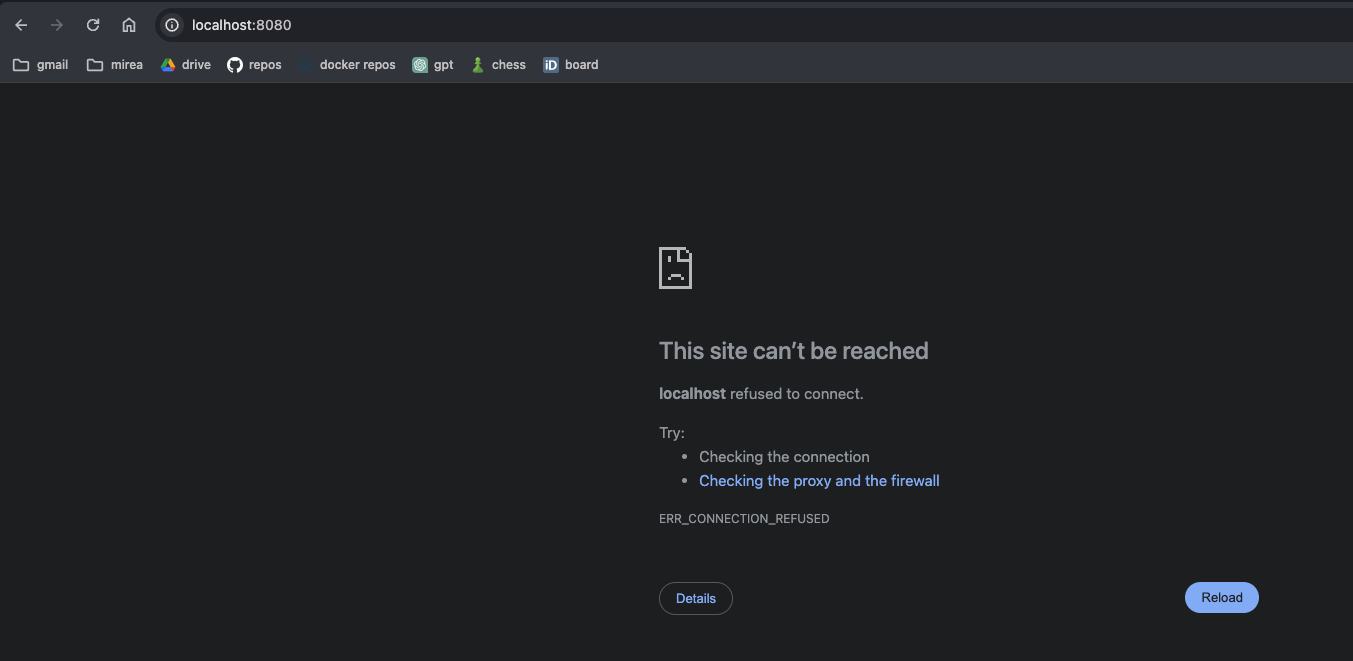 localhost:8080
gmail mirea drive repos docker repos gpt chess iD board
This site can’t be reached
localhost refused to connect.
Try:
• Checking the connection
• Checking the proxy and the firewall
ERR_CONNECTION_REFUSED
Details Reload